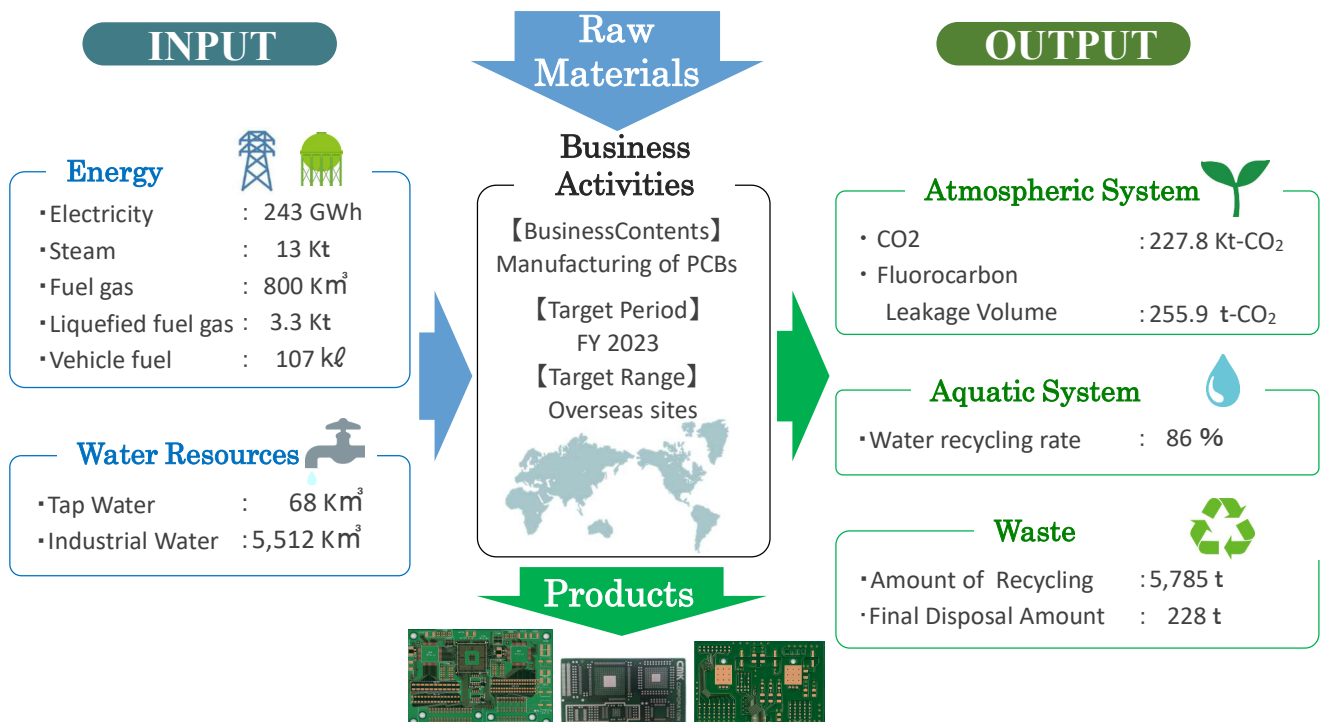 INPUT
Raw
Materials
OUTPUT
Energy
・Electricity : 243 GWh
・Steam : 13 Kt
・Fuel gas : 800 K㎥
・Liquefied fuel gas : 3.3 Kt
・Vehicle fuel : 107 kℓ
Water Resources
・Tap Water : 68 K㎥
・Industrial Water : 5,512 K㎥
Business
Activities
【BusinessContents】
Manufacturing of PCBs
【Target Period】
FY 2023
【Target Range】
Overseas sites
Products
Atmospheric System
・ CO2 : 227.8 Kt-CO₂
・ Fluorocarbon
Leakage Volume : 255.9 t-CO₂
Aquatic System
・Water recycling rate : 86 %
Waste
・Amount of Recycling : 5,785 t
・Final Disposal Amount : 228 t